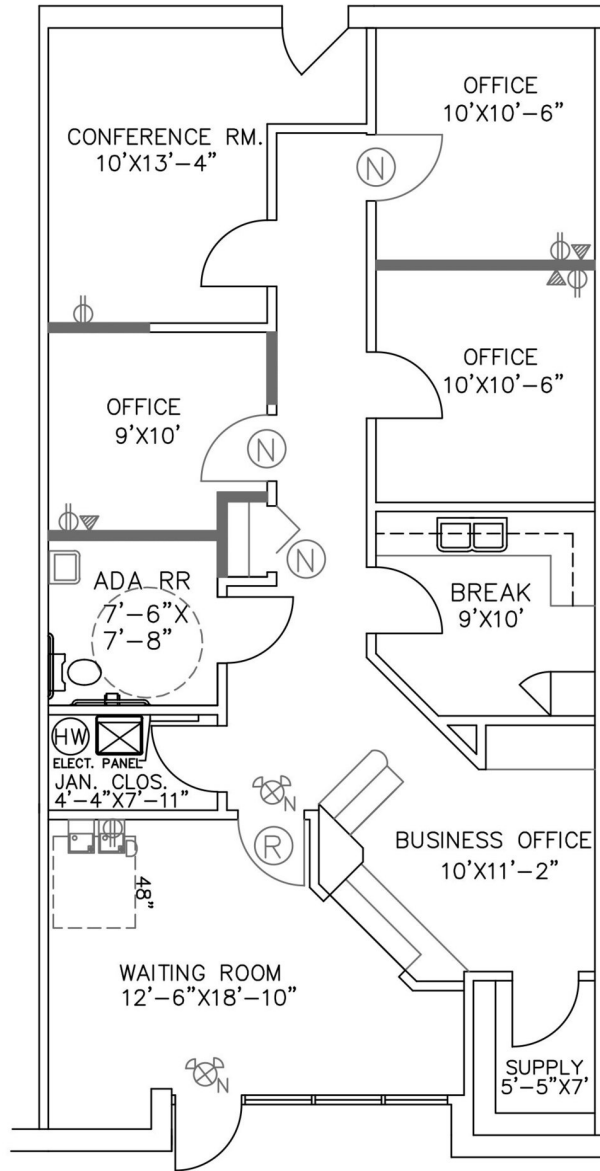 OFFICE
10'X10'-6"
CONFERENCE RM.
10'X13'-4"
N
OFFICE
10'X10'-6"
OFFICE
9'X10'
N
N
ADA RR
7'-6"X
7'-8"
BREAK
9'X10'
HW
ELECT. PANEL
JAN. CLOS.
4'-4"X7'-11"
N
R
BUSINESS OFFICE
10'X11'-2"
48"
WAITING ROOM
12'-6"X18'-10"
N
SUPPLY
5'-5"X7'